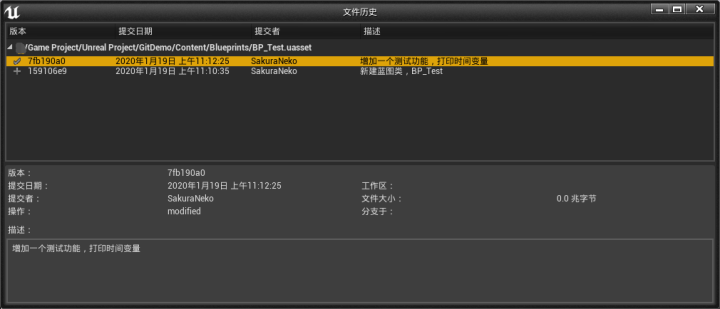 文件历史
版本 提交日期 提交者 描述
/Game Project/Unreal Project/GitDemo/Content/Blueprints/BP_Test.uasset
7fb190a0 2020年1月19日 上午11:12:25 SakuraNeko 增加一个测试功能，打印时间变量
159106e9 2020年1月19日 上午11:10:35 SakuraNeko 新建蓝图类，BP_Test
版本： 7fb190a0
提交日期： 2020年1月19日 上午11:12:25 工作区：
提交者： SakuraNeko 文件大小： 0.0 兆字节
操作： modified 分支于：
描述：
增加一个测试功能，打印时间变量